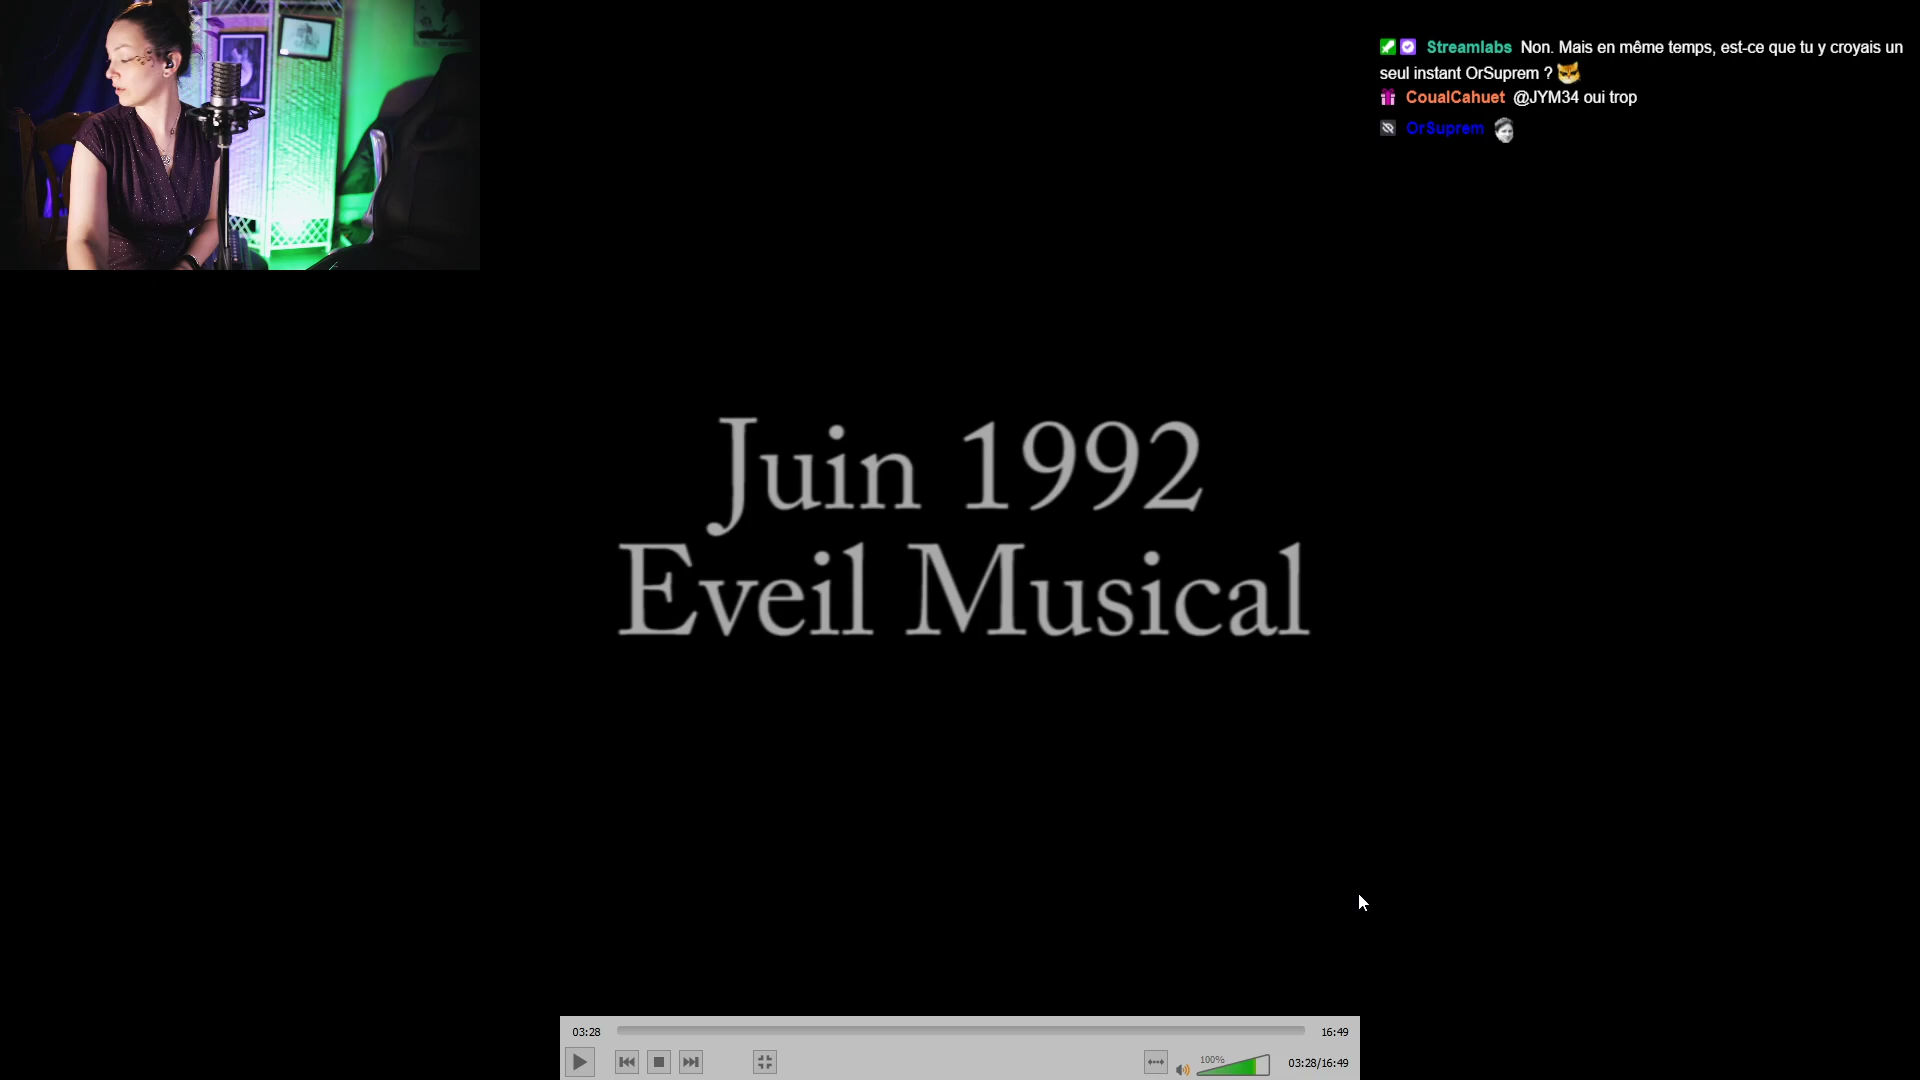 Streamlabs Non. Mais en même temps, est-ce que tu y croyais un
seul instant OrSuprem ?
CoualCahuet @JYM34 oui trop
OrSuprem
Juin 1992
Eveil Musical
03:28 16:49
100% 03:28/16:49